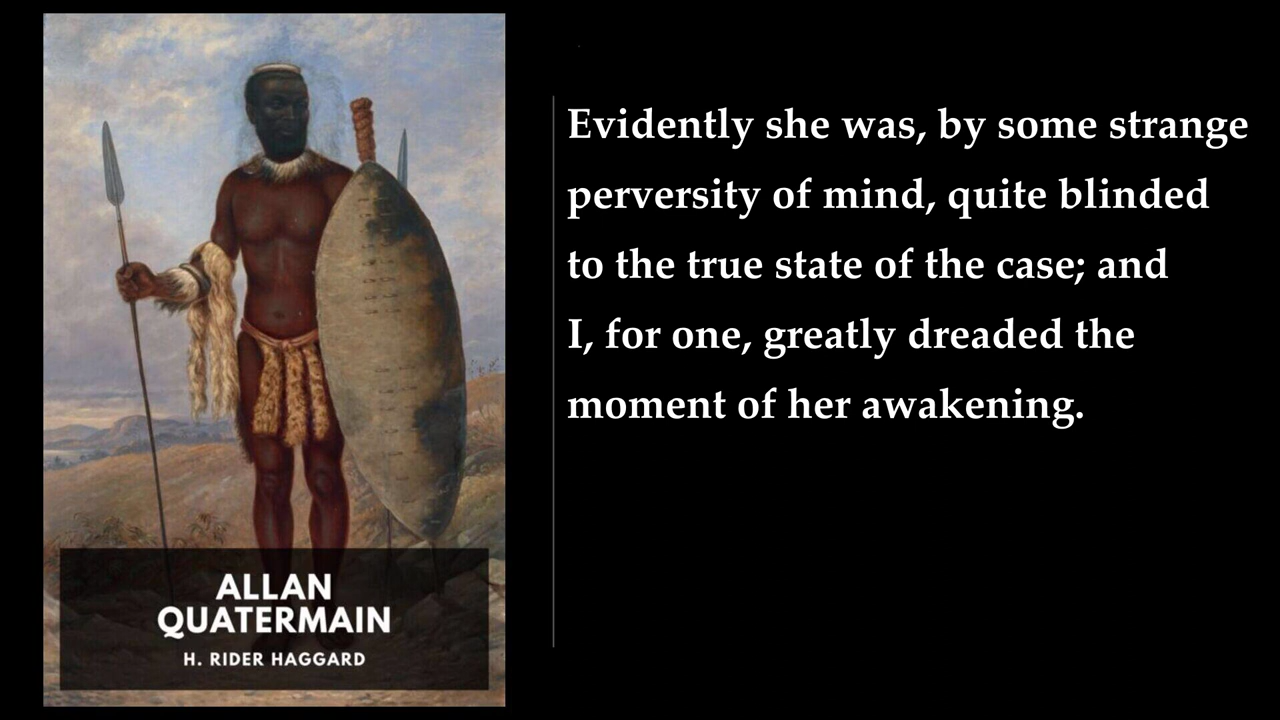 Evidently she was, by some strange
perversity of mind, quite blinded
to the true state of the case; and
I, for one, greatly dreaded the
moment of her awakening.
ALLAN
QUATERMAIN
H. RIDER HAGGARD